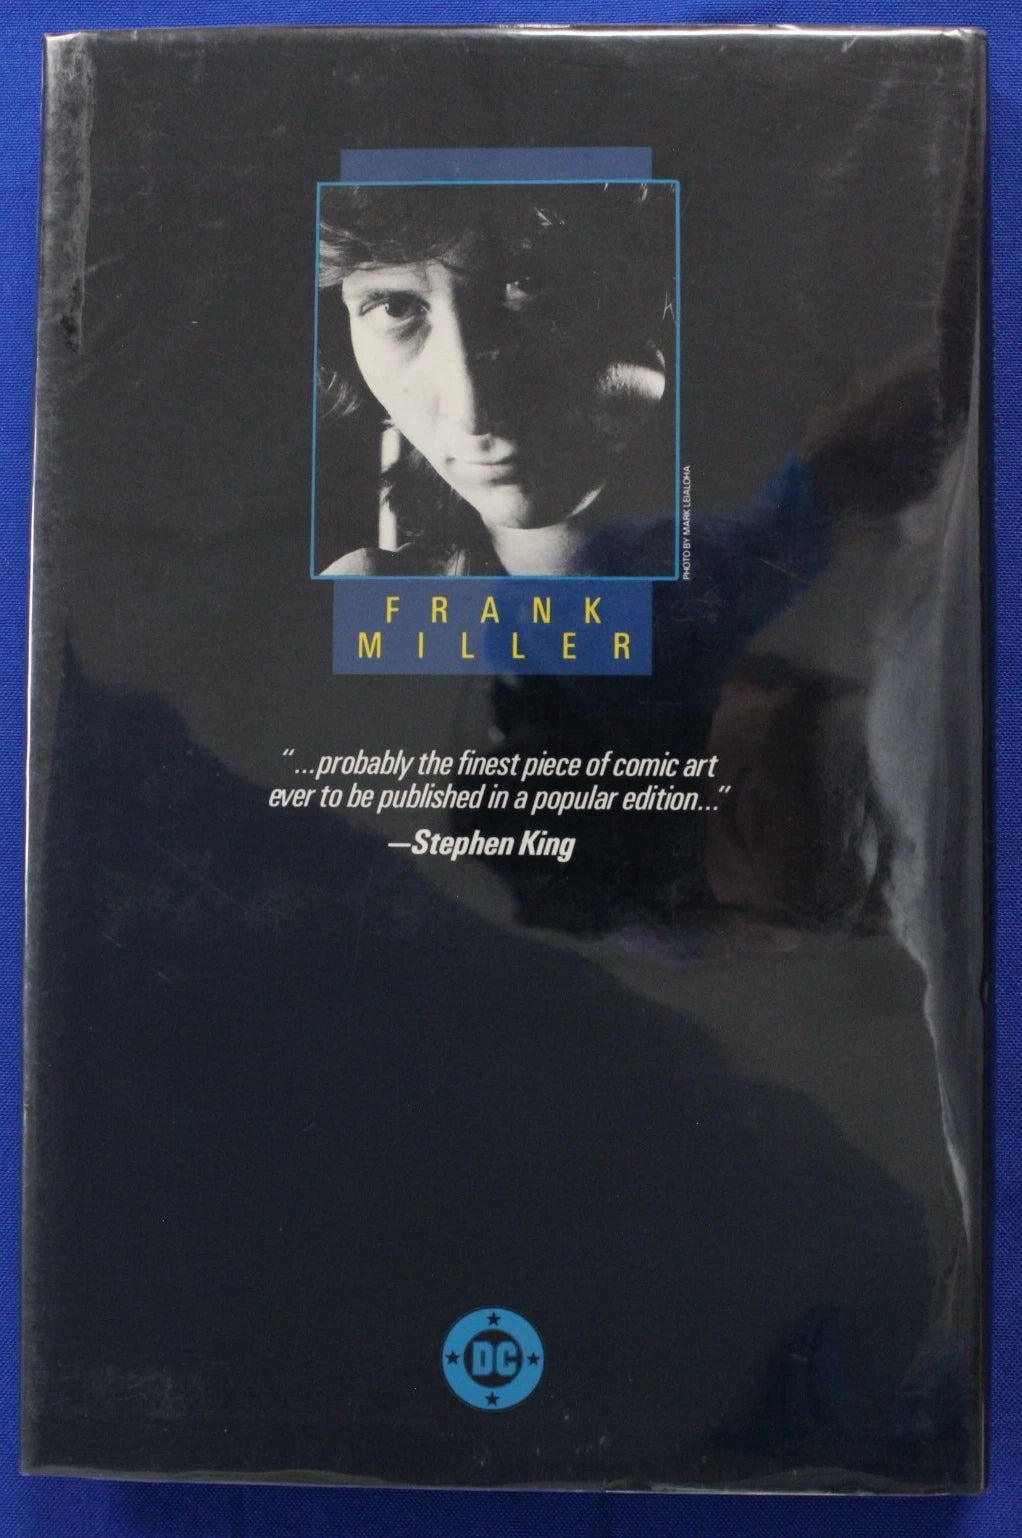 PHOTO BY MARK LEIALOHA
FRANK
MILLER
“...probably the finest piece of comic art
ever to be published in a popular edition...”
—Stephen King
DC